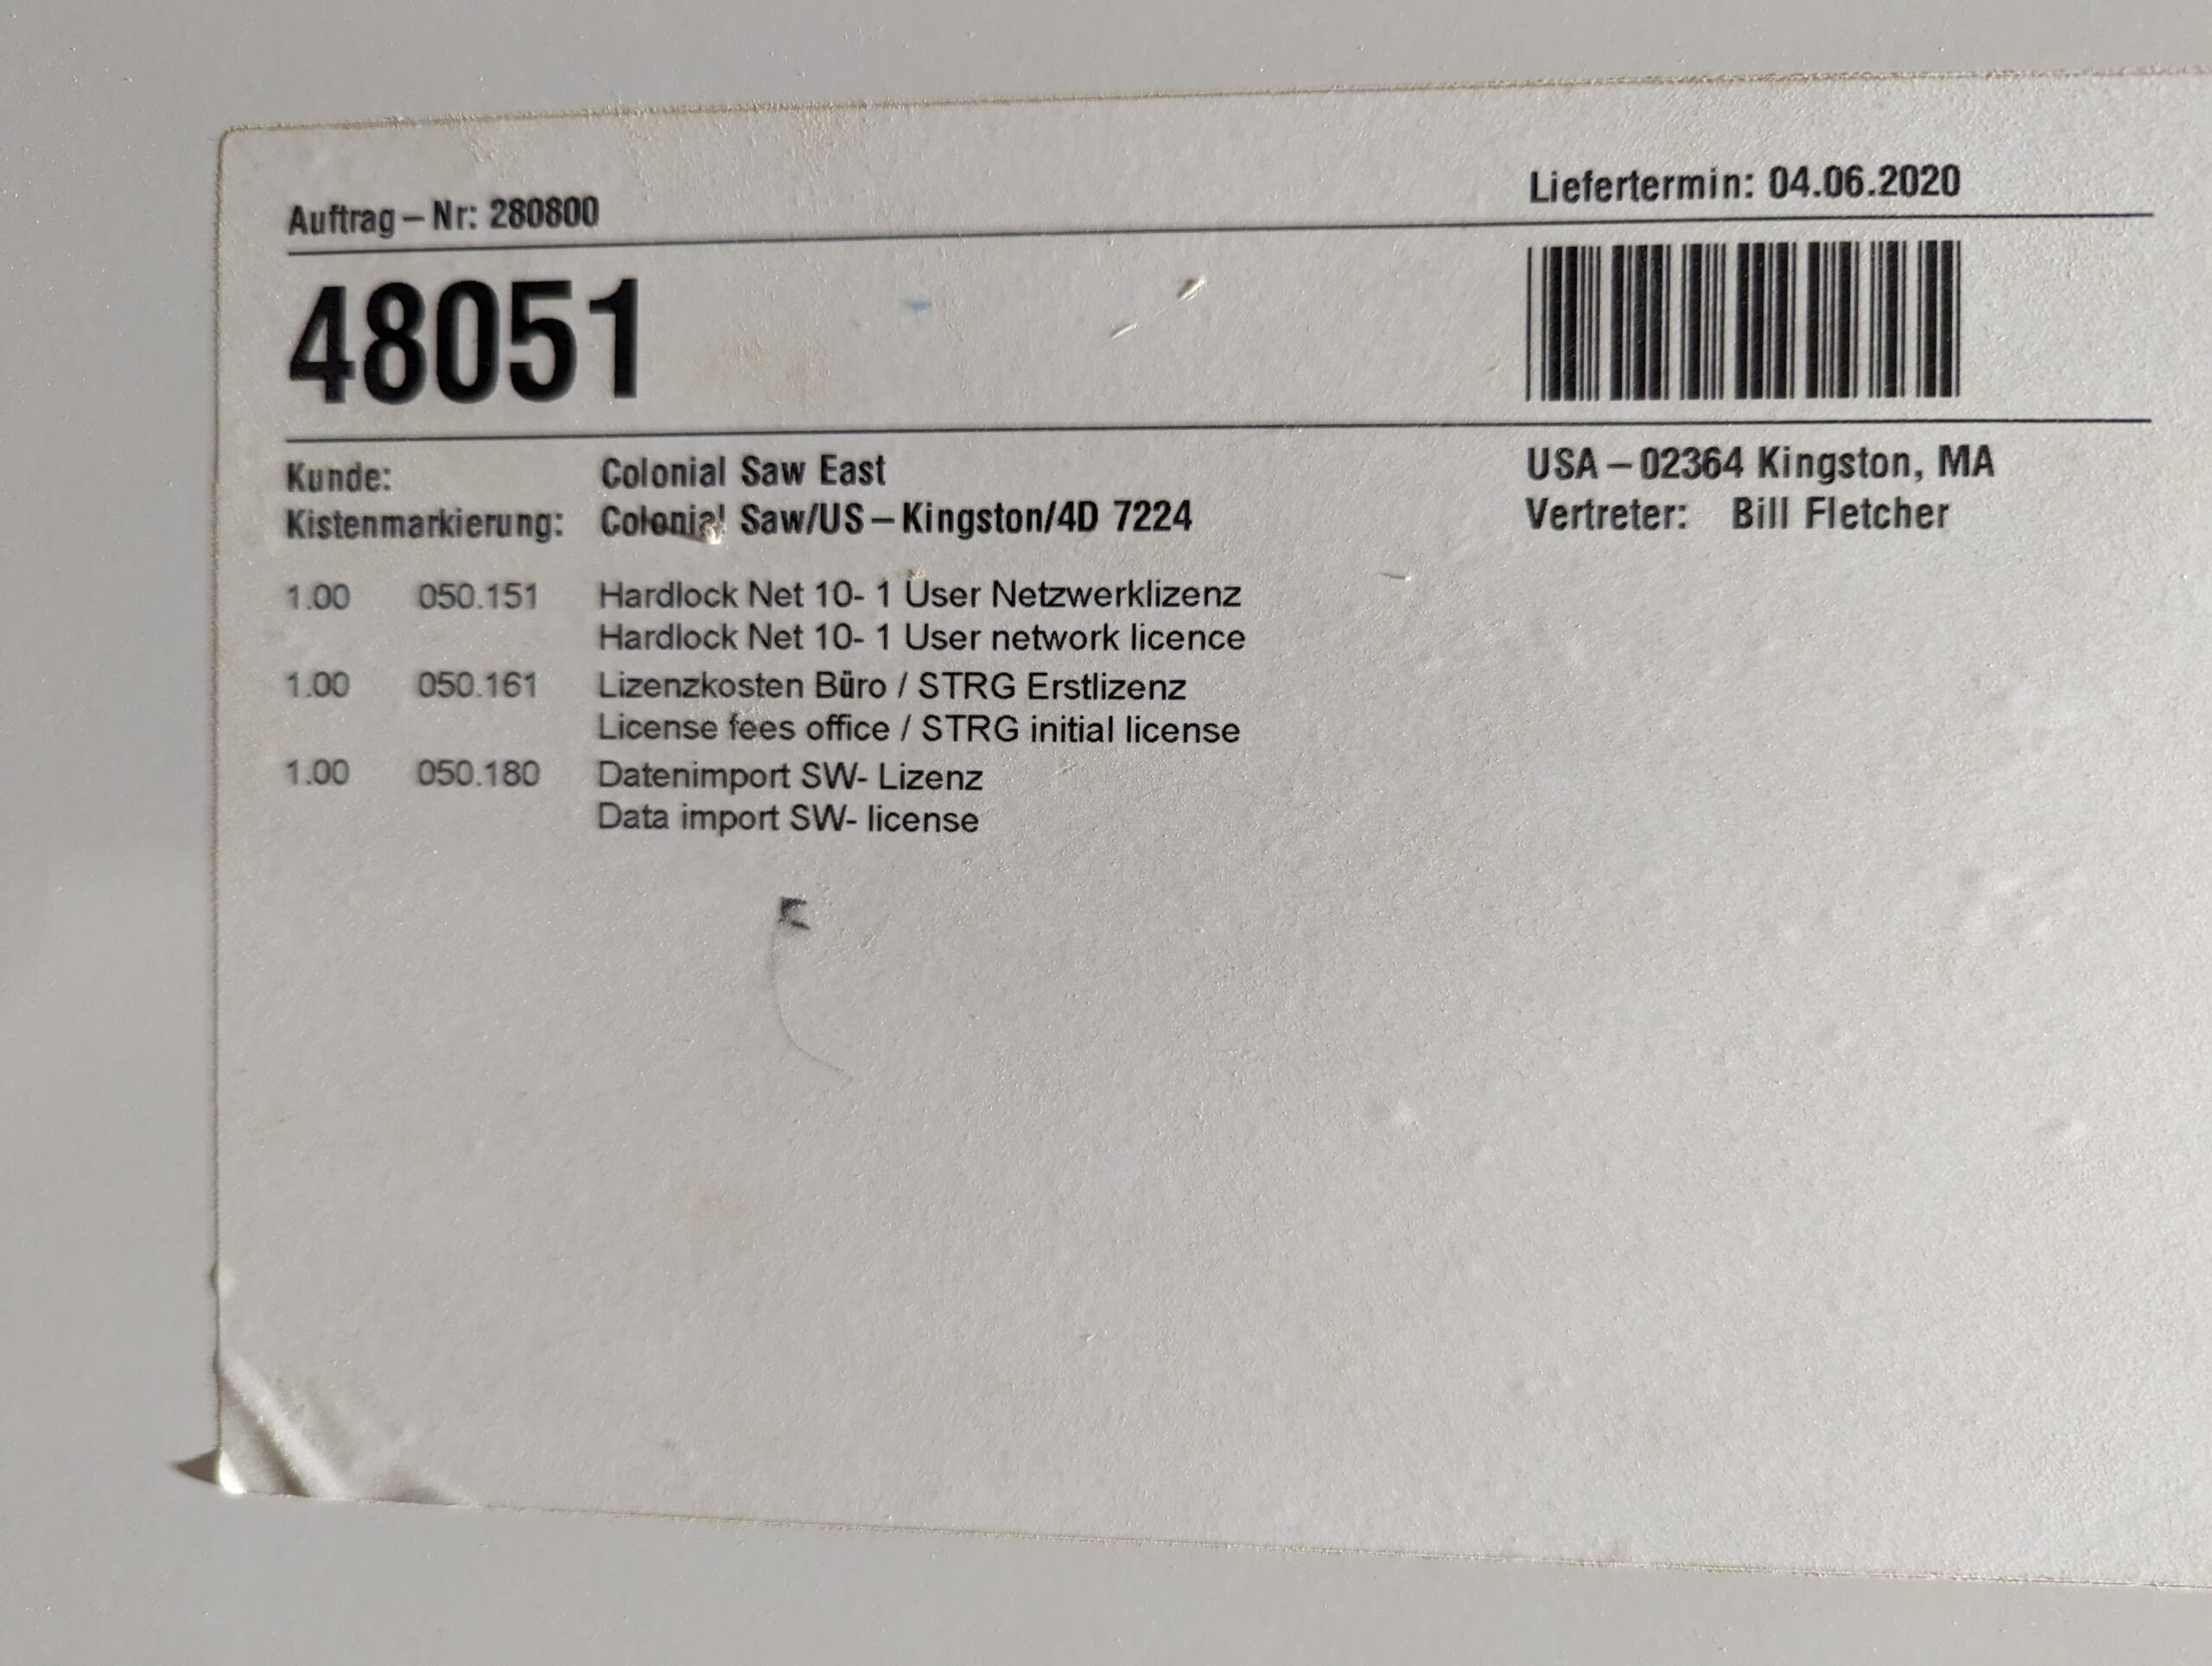 Auftrag – Nr: 280800
Liefertermin: 04.06.2020
48051
Kunde: Colonial Saw East
USA – 02364 Kingston, MA
Kistenmarkierung: Colonial Saw/US – Kingston/4D 7224
Vertreter: Bill Fletcher
1.00 050.151 Hardlock Net 10- 1 User Netzwerklizenz
Hardlock Net 10- 1 User network licence
1.00 050.161 Lizenzkosten Büro / STRG Erstlizenz
License fees office / STRG initial license
1.00 050.180 Datenimport SW- Lizenz
Data import SW- license